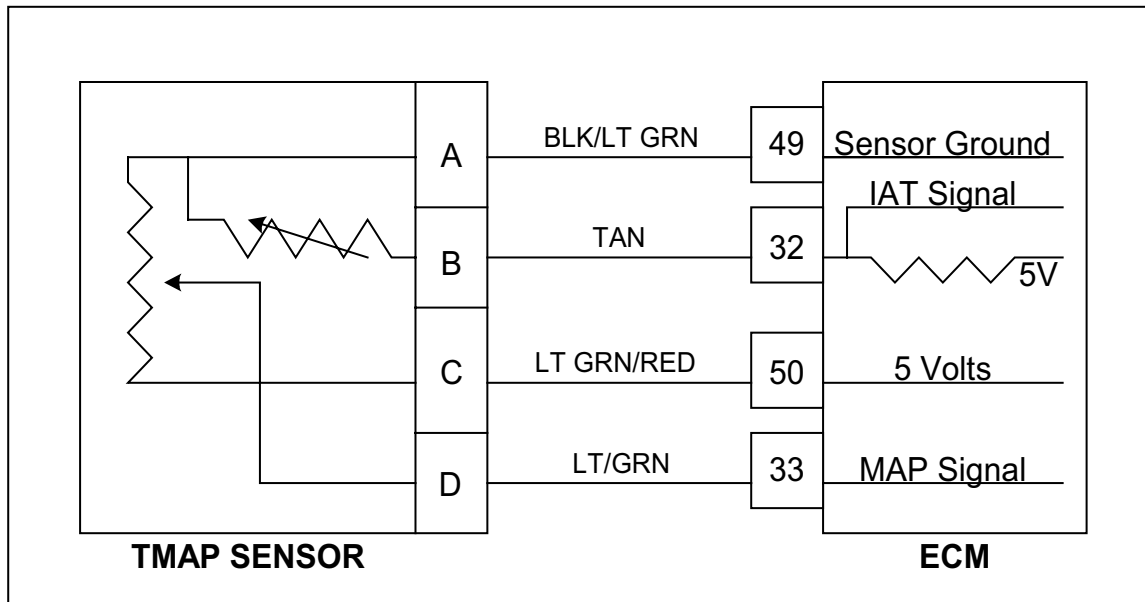 A BLK/LT GRN 49 Sensor Ground
IAT Signal
B TAN 32 5V
C LT GRN/RED 50 5 Volts
D LT/GRN 33 MAP Signal
TMAP SENSOR ECM